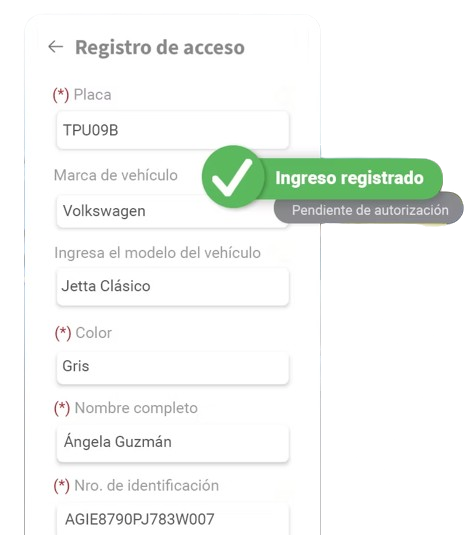 ← Registro de acceso
(*) Placa
TPU09B
Marca de vehículo
Ingreso registrado
Volkswagen
Pendiente de autorización
Ingresa el modelo del vehículo
Jetta Clásico
(*) Color
Gris
(*) Nombre completo
Ángela Guzmán
(*) Nro. de identificación
AGIE8790PJ783W007